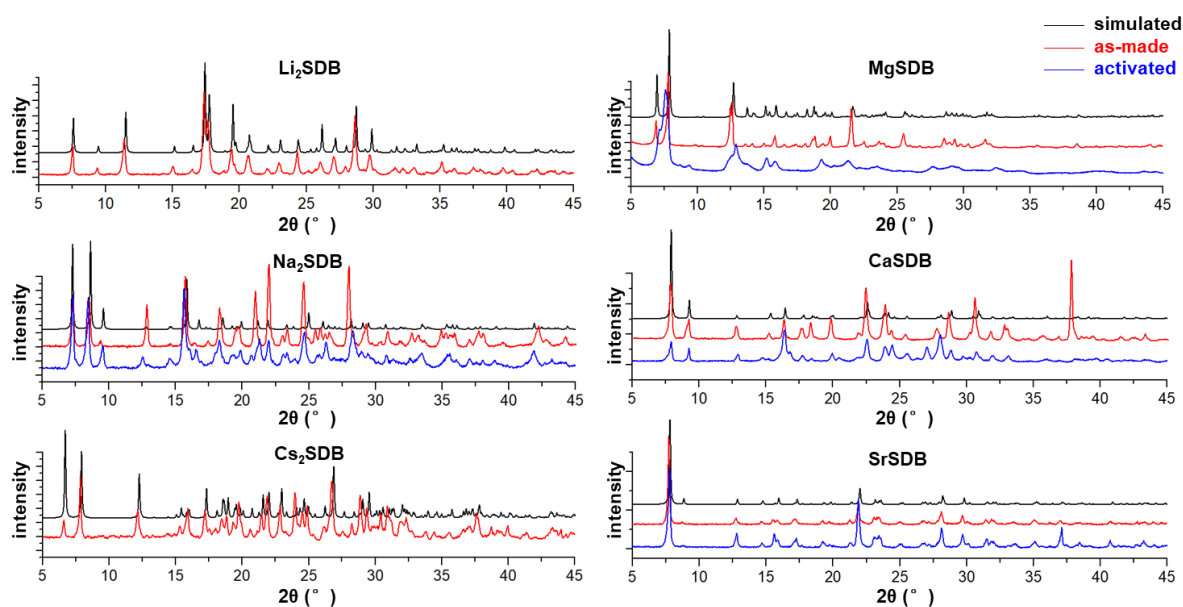 simulated
as-made
activated
Li₂SDB
intensity
5 10 15 20 25 30 35 40 45
2θ ( ° )
MgSDB
intensity
5 10 15 20 25 30 35 40 45
2θ ( ° )
Na₂SDB
intensity
5 10 15 20 25 30 35 40 45
2θ ( ° )
CaSDB
intensity
5 10 15 20 25 30 35 40 45
2θ ( ° )
Cs₂SDB
intensity
5 10 15 20 25 30 35 40 45
2θ ( ° )
SrSDB
intensity
5 10 15 20 25 30 35 40 45
2θ ( ° )